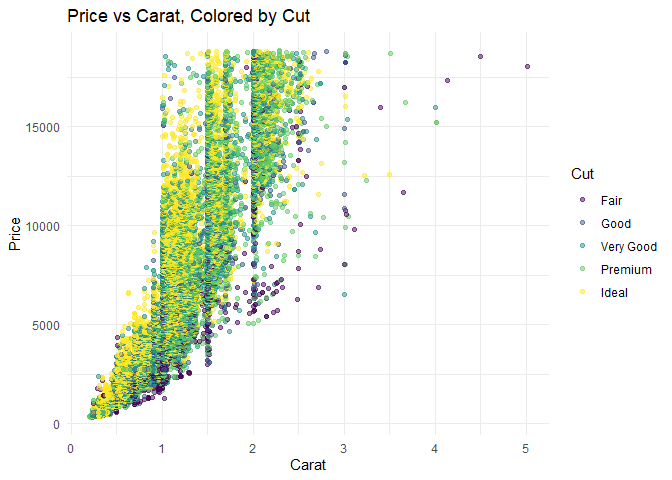 Price vs Carat, Colored by Cut
15000
10000
5000
0
Price
0
1
2
3
4
5
Carat
Cut
Fair
Good
Very Good
Premium
Ideal